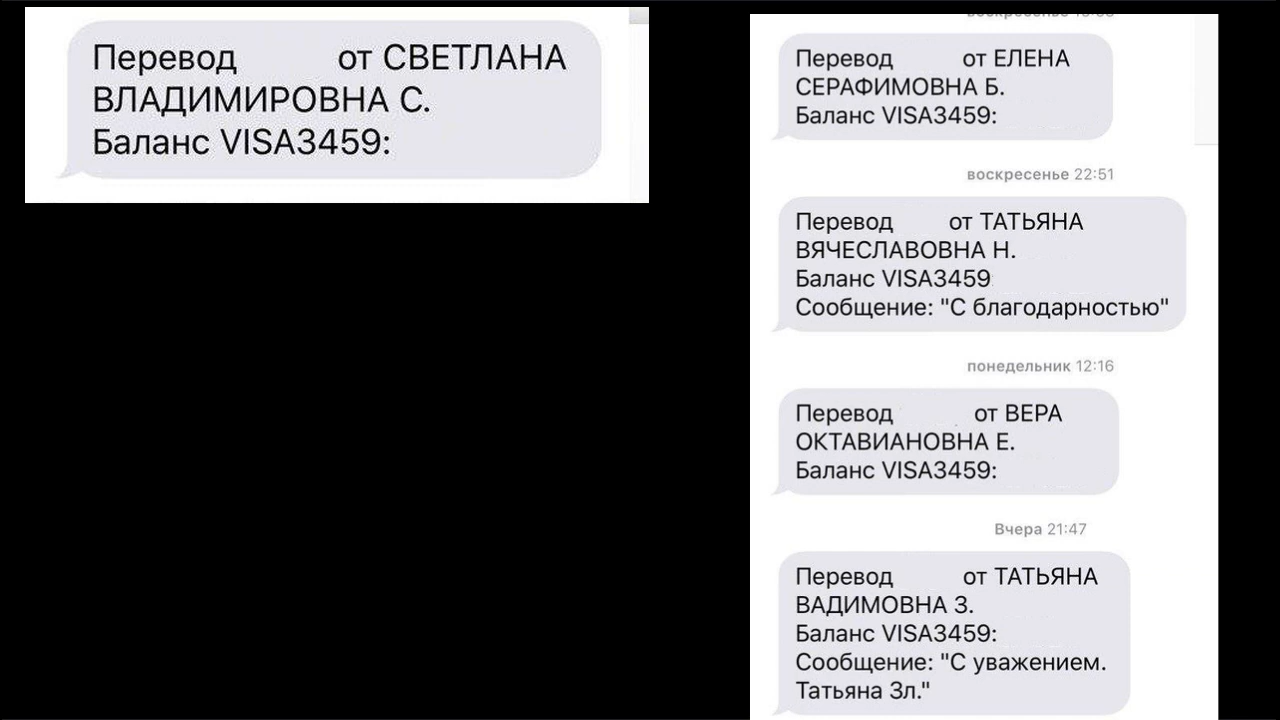 Перевод от СВЕТЛАНА
ВЛАДИМИРОВНА С.
Баланс VISA3459:
воскресенье
Перевод от ЕЛЕНА
СЕРАФИМОВНА Б.
Баланс VISA3459:
воскресенье 22:51
Перевод от ТАТЬЯНА
ВЯЧЕСЛАВОВНА Н.
Баланс VISA3459
Сообщение: "С благодарностью"
понедельник 12:16
Перевод от ВЕРА
ОКТАВИАНОВНА Е.
Баланс VISA3459:
Вчера 21:47
Перевод от ТАТЬЯНА
ВАДИМОВНА З.
Баланс VISA3459:
Сообщение: "С уважением.
Татьяна Зл."